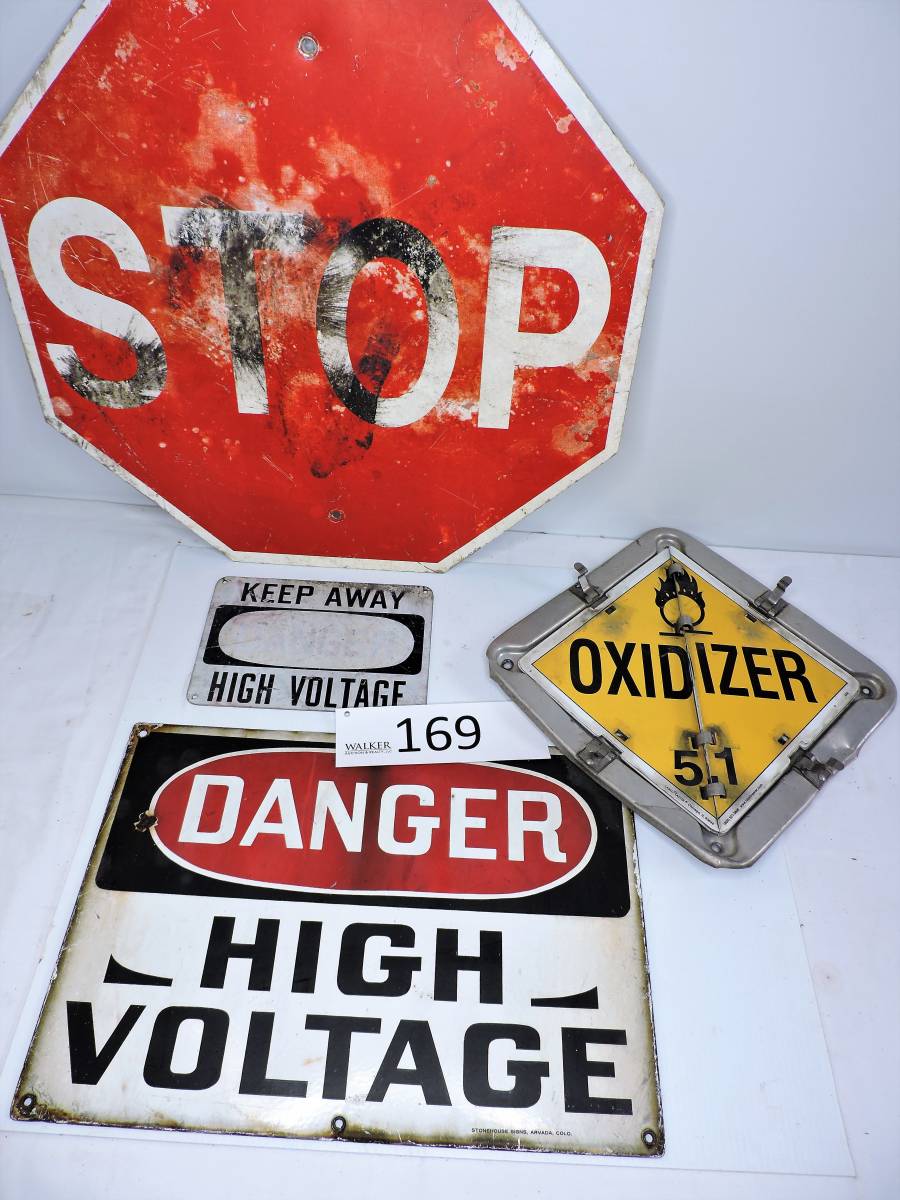 STOP
KEEP AWAY
HIGH VOLTAGE
WALKER
169
OXIDIZER
5.1
DANGER
HIGH
VOLTAGE
STONEHOUSE SIGNS, ARVADA, COLO.